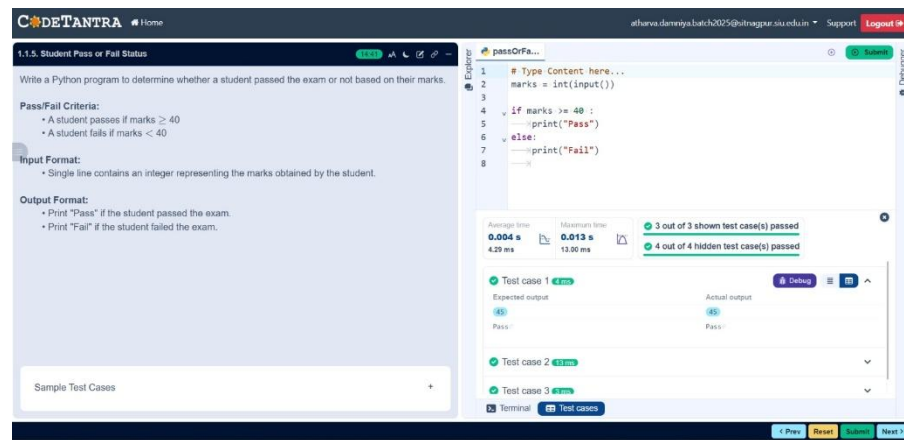 CODETANTRA Home
atharva.damniya.batch2025@sitnagpur.siu.edu.in Support Logout
1.1.5. Student Pass or Fail Status
14:41
Write a Python program to determine whether a student passed the exam or not based on their marks.
Pass/Fail Criteria:
• A student passes if marks ≥ 40
• A student fails if marks < 40
Input Format:
• Single line contains an integer representing the marks obtained by the student.
Output Format:
• Print "Pass" if the student passed the exam.
• Print "Fail" if the student failed the exam.
Sample Test Cases +
Explorer
passOrFa...
Submit
Debugger
1 # Type Content here...
2 marks = int(input())
3
4 if marks >= 40 :
5 print("Pass")
6 else:
7 print("Fail")
8
Average time
0.004 s
4.29 ms
Maximum time
0.013 s
13.00 ms
3 out of 3 shown test case(s) passed
4 out of 4 hidden test case(s) passed
Test case 1 4 ms
Debug
Expected output Actual output
45 45
Pass Pass
Test case 2 13 ms
Test case 3
Terminal Test cases
< Prev Reset Submit Next >